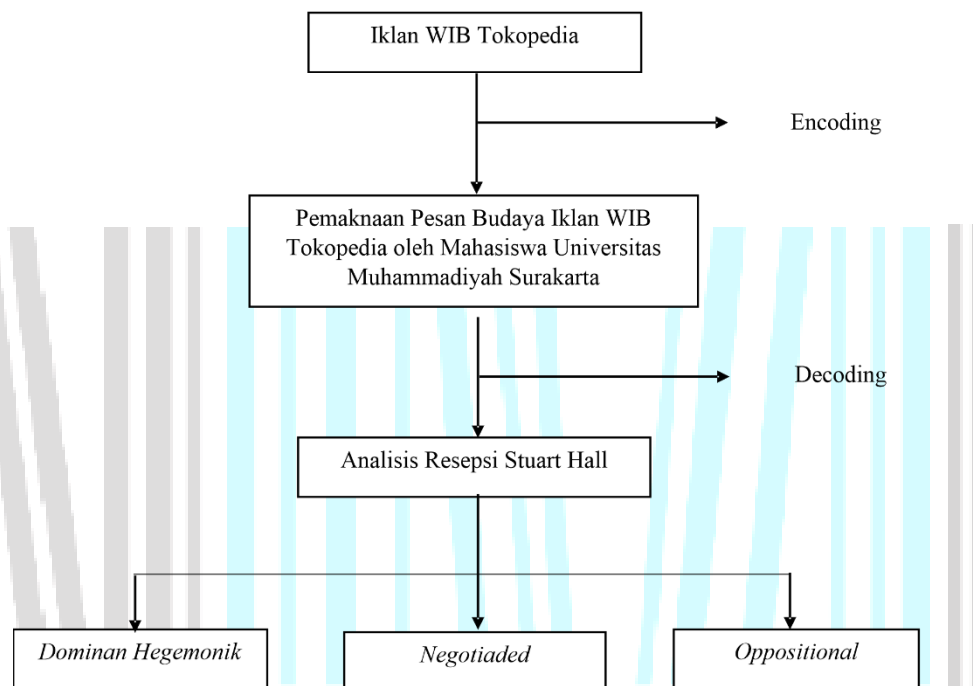 Iklan WIB Tokopedia
Encoding
Pemaknaan Pesan Budaya Iklan WIB
Tokopedia oleh Mahasiswa Universitas
Muhammadiyah Surakarta
Decoding
Analisis Resepsi Stuart Hall
Dominan Hegemonik
Negotiaded
Oppositional